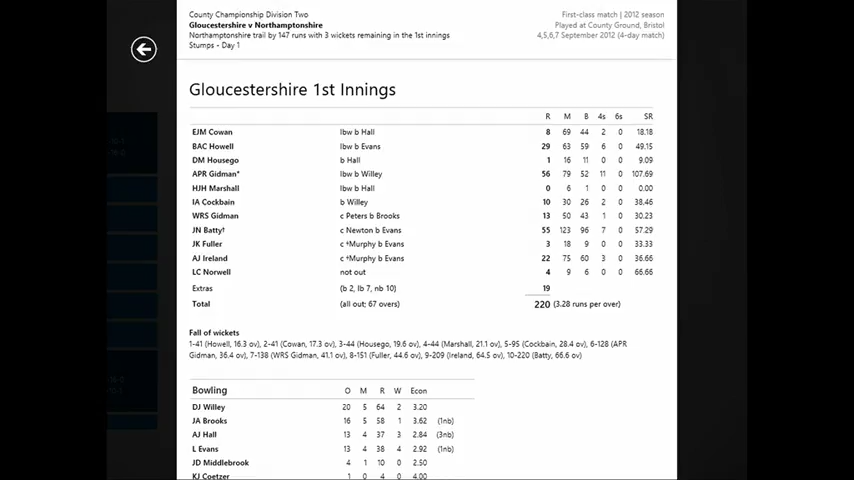 County Championship Division Two
First-class match | 2012 season
Gloucestershire v Northamptonshire
Played at County Ground, Bristol
Northamptonshire trail by 147 runs with 3 wickets remaining in the 1st innings
4,5,6,7 September 2012 (4-day match)
Stumps - Day 1
Gloucestershire 1st Innings
R M B 4s 6s SR
EJM Cowan lbw b Hall 8 69 44 2 0 18.18
BAC Howell lbw b Evans 29 63 59 6 0 49.15
DM Housego b Hall 1 16 11 0 0 9.09
APR Gidman* lbw b Willey 56 79 52 11 0 107.69
HJH Marshall lbw b Hall 0 6 1 0 0 0.00
IA Cockbain b Willey 10 30 26 2 0 38.46
WRS Gidman c Peters b Brooks 13 50 43 1 0 30.23
JN Batty† c Newton b Evans 55 123 96 7 0 57.29
JK Fuller c †Murphy b Evans 3 18 9 0 0 33.33
AJ Ireland c †Murphy b Evans 22 75 60 3 0 36.66
LC Norwell not out 4 9 6 0 0 66.66
Extras (b 2, lb 7, nb 10) 19
Total (all out; 67 overs) 220 (3.28 runs per over)
Fall of wickets
1-41 (Howell, 16.3 ov), 2-41 (Cowan, 17.3 ov), 3-44 (Housego, 19.6 ov), 4-44 (Marshall, 21.1 ov), 5-95 (Cockbain, 28.4 ov), 6-128 (APR
Gidman, 36.4 ov), 7-138 (WRS Gidman, 41.1 ov), 8-151 (Fuller, 44.6 ov), 9-209 (Ireland, 64.5 ov), 10-220 (Batty, 66.6 ov)
Bowling O M R W Econ
DJ Willey 20 5 64 2 3.20
JA Brooks 16 5 58 1 3.62 (1nb)
AJ Hall 13 4 37 3 2.84 (3nb)
L Evans 13 4 38 4 2.92 (1nb)
JD Middlebrook 4 1 10 0 2.50
KJ Coetzer 1 0 4 0 4.00